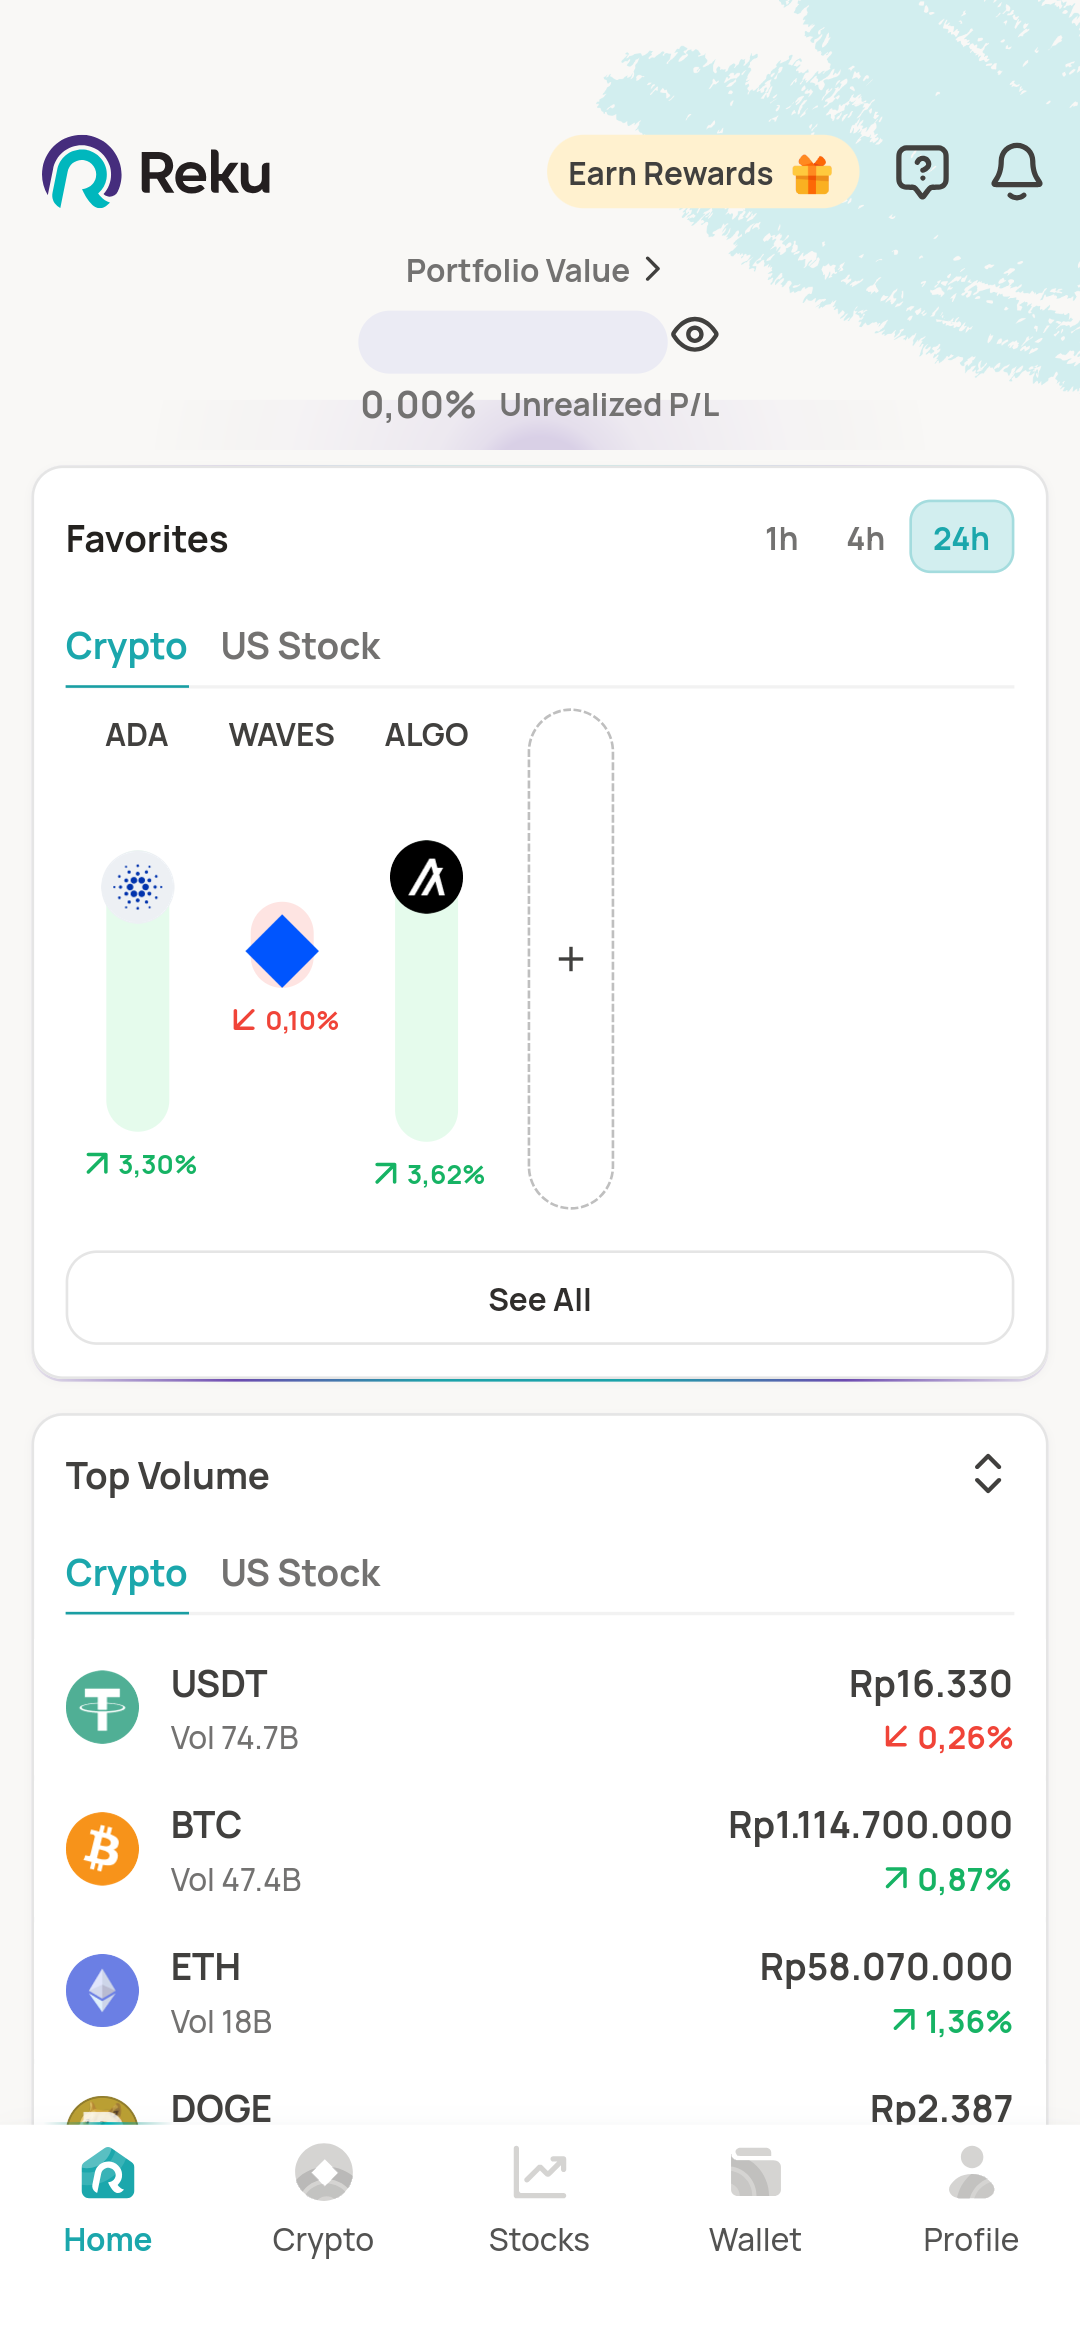 Reku
Earn Rewards
Portfolio Value
0,00% Unrealized P/L
Favorites
1h 4h 24h
Crypto US Stock
ADA WAVES ALGO
0,10%
3,30%
3,62%
See All
Top Volume
Crypto US Stock
USDT Rp16.330
Vol 74.7B 0,26%
BTC Rp1.114.700.000
Vol 47.4B 0,87%
ETH Rp58.070.000
Vol 18B 1,36%
DOGE Rp2.387
Home Crypto Stocks Wallet Profile